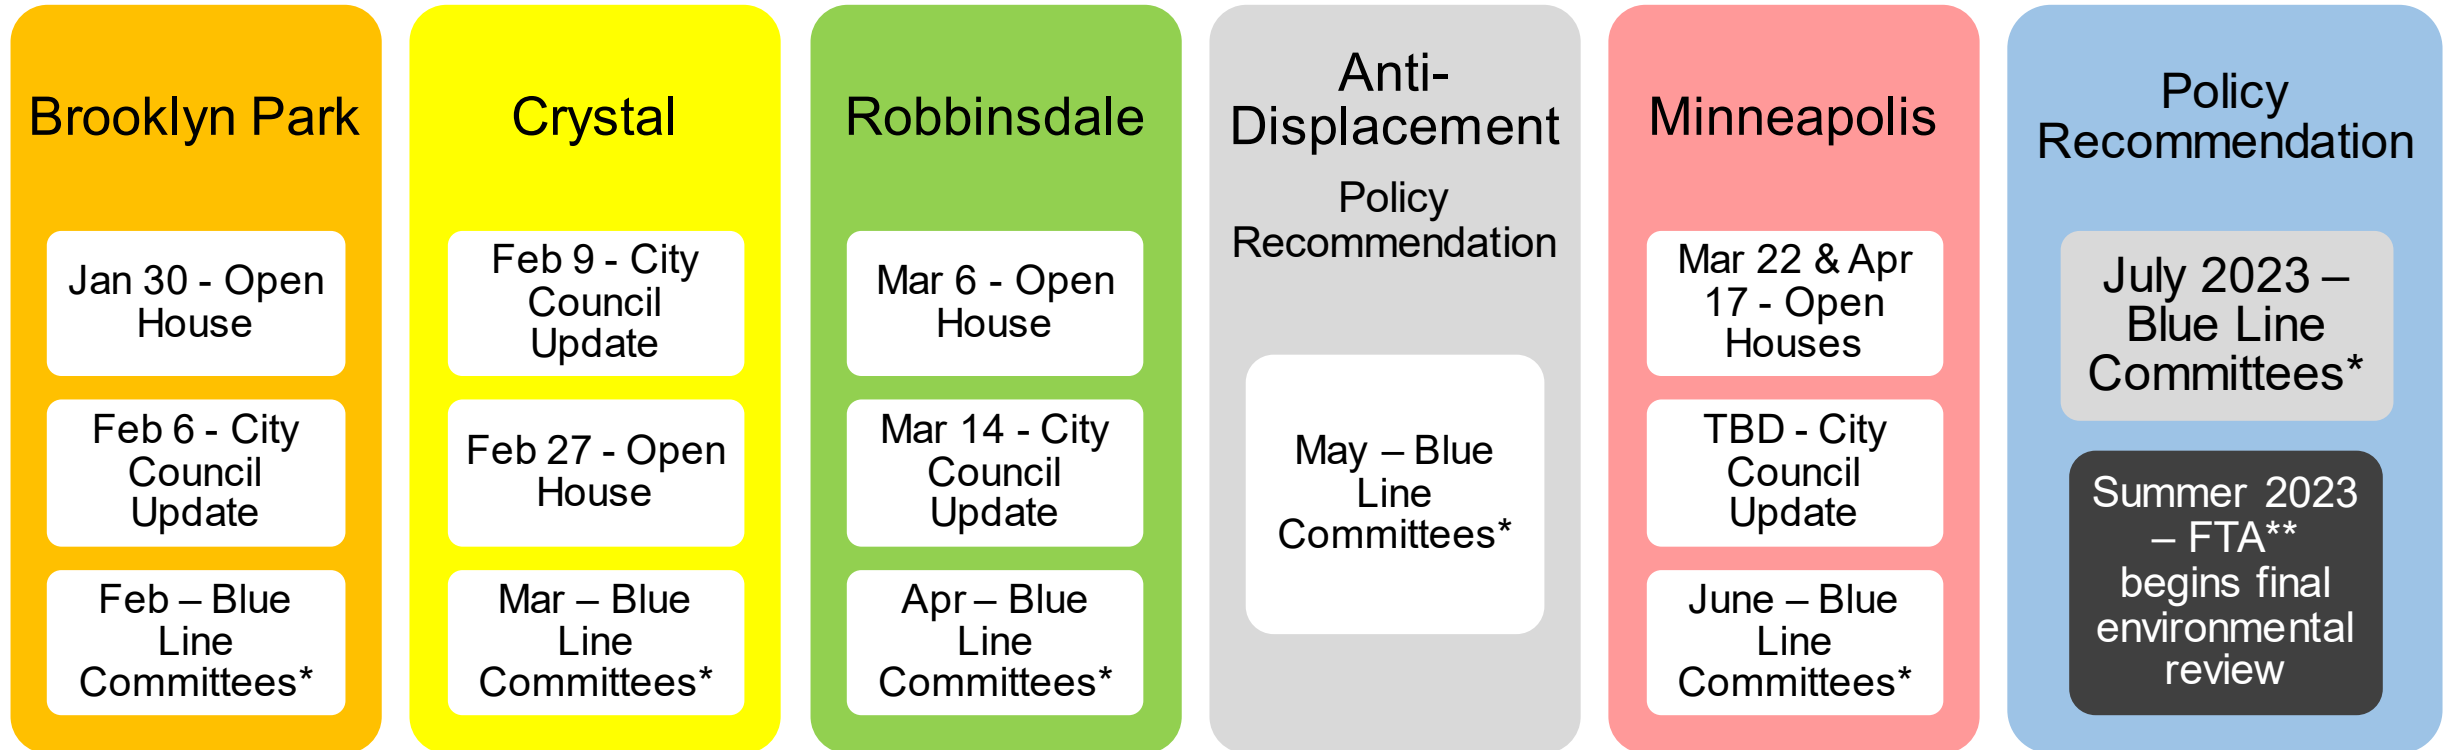 Brooklyn Park
Jan 30 - Open
House
Feb 6 - City
Council
Update
Feb – Blue
Line
Committees*
Crystal
Feb 9 - City
Council
Update
Feb 27 - Open
House
Mar – Blue
Line
Committees*
Robbinsdale
Mar 6 - Open
House
Mar 14 - City
Council
Update
Apr – Blue
Line
Committees*
Anti-
Displacement
Policy
Recommendation
May – Blue
Line
Committees*
Minneapolis
Mar 22 & Apr
17 - Open
Houses
TBD - City
Council
Update
June – Blue
Line
Committees*
Policy
Recommendation
July 2023 –
Blue Line
Committees*
Summer 2023
– FTA**
begins final
environmental
review